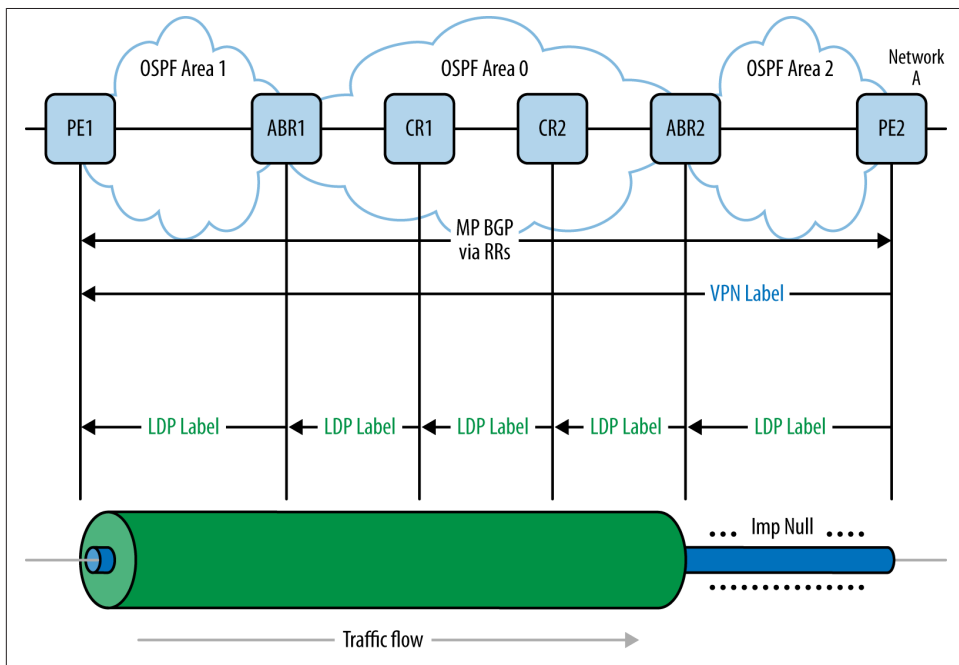 OSPF Area 1
OSPF Area 0
OSPF Area 2
Network
A
PE1
ABR1
CR1
CR2
ABR2
PE2
MP BGP
via RRs
VPN Label
LDP Label
LDP Label
LDP Label
LDP Label
LDP Label
Imp Null
Traffic flow